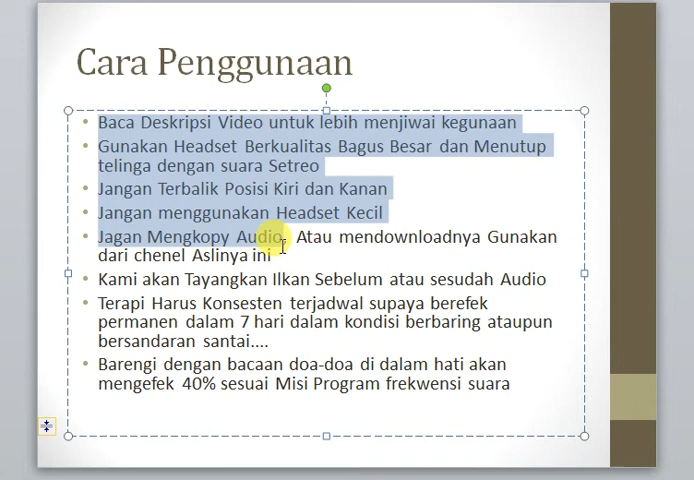 Cara Penggunaan
Baca Deskripsi Video untuk lebih menjiwai kegunaan
Gunakan Headset Berkualitas Bagus Besar dan Menutup
telinga dengan suara Setreo
Jangan Terbalik Posisi Kiri dan Kanan
Jangan menggunakan Headset Kecil
Jagan Mengkopy Audio, Atau mendownloadnya Gunakan
dari chenel Aslinya ini
Kami akan Tayangkan Ilkan Sebelum atau sesudah Audio
Terapi Harus Konsesten terjadwal supaya berefek
permanen dalam 7 hari dalam kondisi berbaring ataupun
bersandaran santai....
Barengi dengan bacaan doa-doa di dalam hati akan
mengefek 40% sesuai Misi Program frekwensi suara